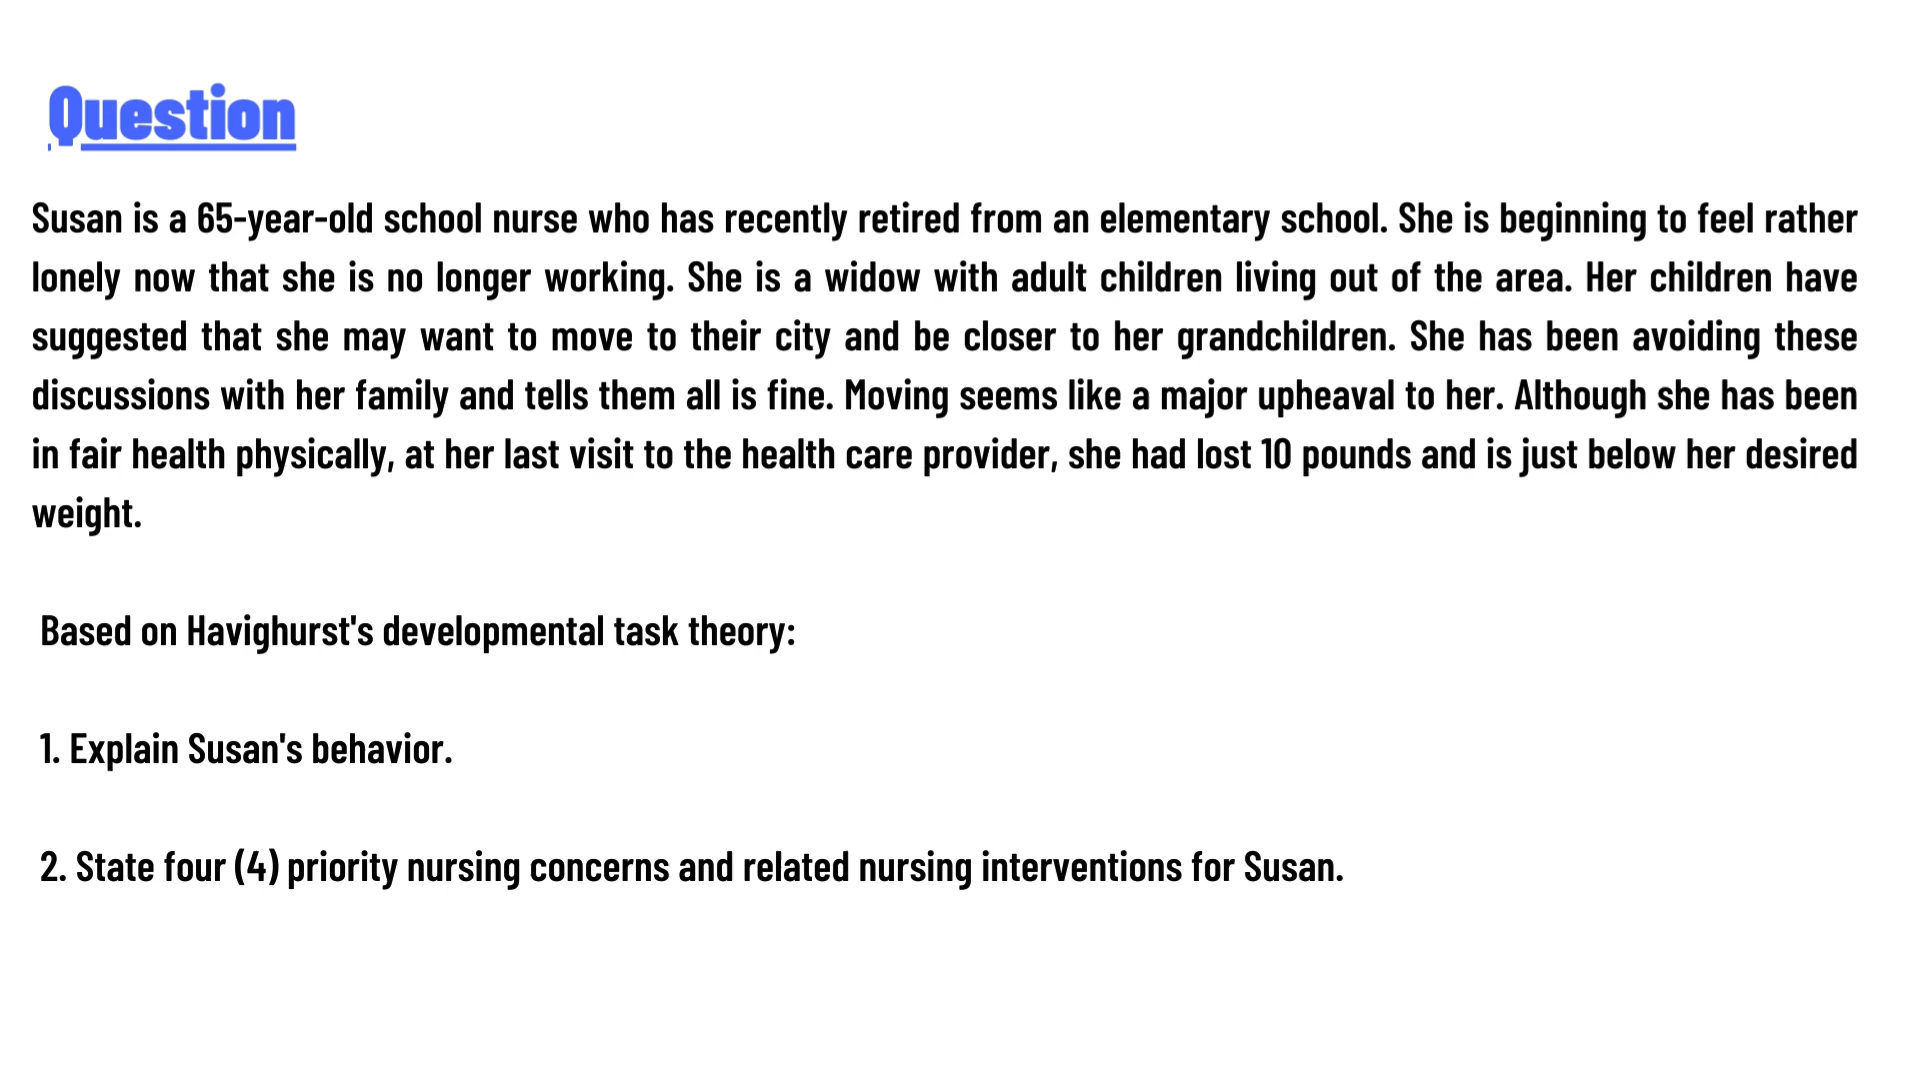 Question
Susan is a 65-year-old school nurse who has recently retired from an elementary school. She is beginning to feel rather
lonely now that she is no longer working. She is a widow with adult children living out of the area. Her children have
suggested that she may want to move to their city and be closer to her grandchildren. She has been avoiding these
discussions with her family and tells them all is fine. Moving seems like a major upheaval to her. Although she has been
in fair health physically, at her last visit to the health care provider, she had lost 10 pounds and is just below her desired
weight.
Based on Havighurst's developmental task theory:
1. Explain Susan's behavior.
2. State four (4) priority nursing concerns and related nursing interventions for Susan.